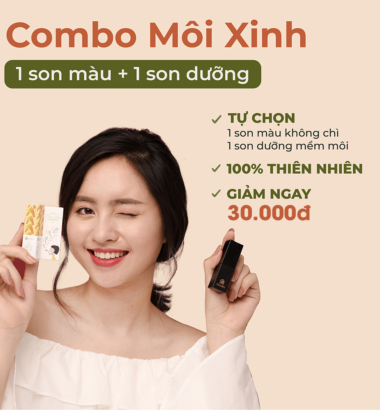 Combo Môi Xinh
1 son màu + 1 son dưỡng
TỰ CHỌN
1 son màu không chì
1 son dưỡng mềm môi
100% THIÊN NHIÊN
GIẢM NGAY
30.000đ